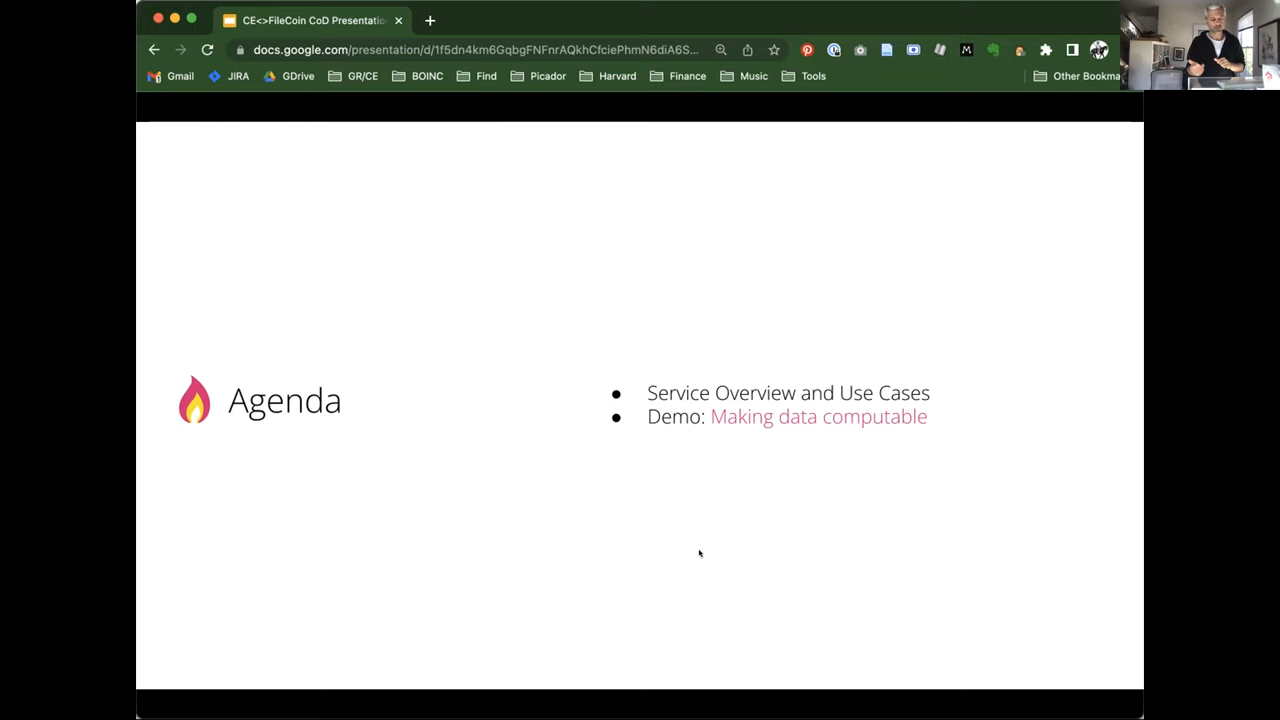 CE<>FileCoin CoD Presentatio
docs.google.com/presentation/d/1f5dn4km6GqbgFNFnrAQkhCfciePhmN6diA6S...
Gmail JIRA GDrive GR/CE BOINC Find Picador Harvard Finance Music Tools Other Bookma
Agenda
• Service Overview and Use Cases
• Demo: Making data computable